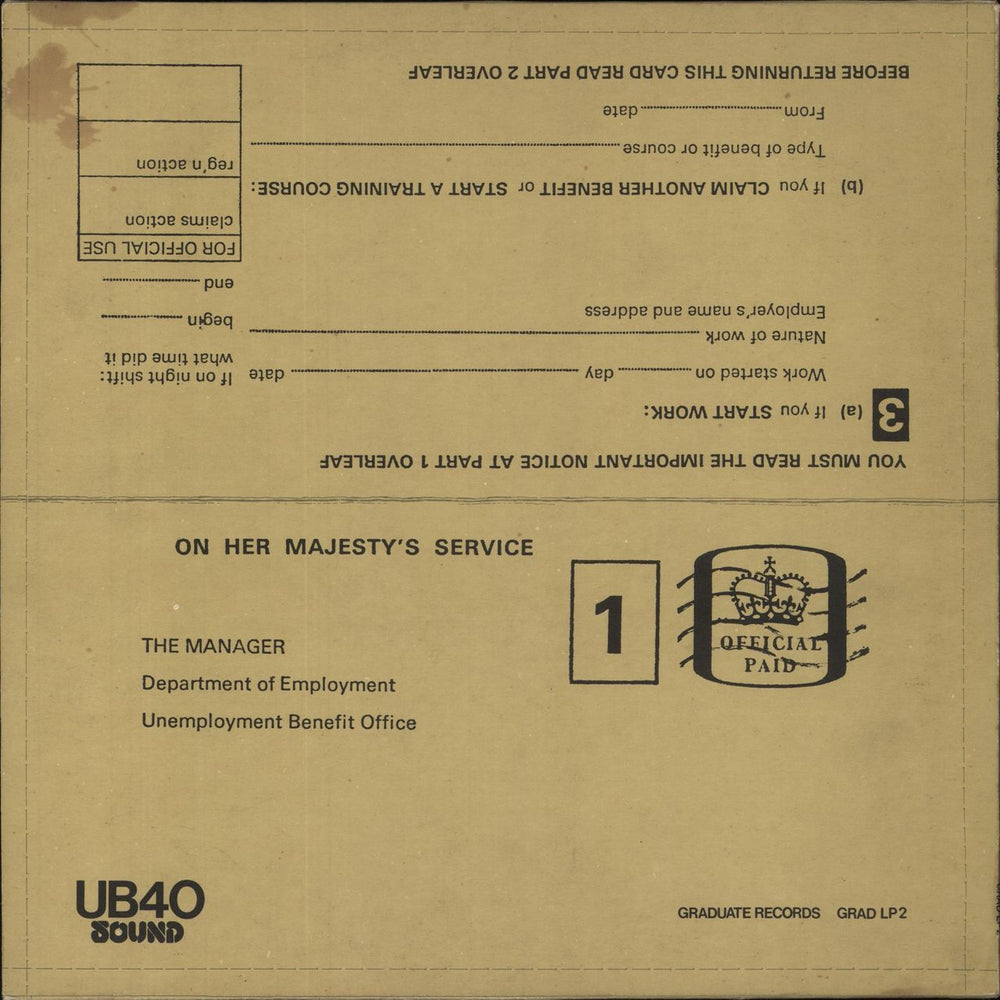 BEFORE RETURNING THIS CARD READ PART 2 OVERLEAF
From date
Type of benefit or course
(b) If you CLAIM ANOTHER BENEFIT or START A TRAINING COURSE:
Employer's name and address
Nature of work
Work started on day date
(a) If you START WORK:
3
YOU MUST READ THE IMPORTANT NOTICE AT PART 1 OVERLEAF
If on night shift:
what time did it
begin
end
FOR OFFICIAL USE
claims action
reg'n action
ON HER MAJESTY'S SERVICE
1
OFFICIAL
PAID
THE MANAGER
Department of Employment
Unemployment Benefit Office
UB40
SOUND
GRADUATE RECORDS GRAD LP2